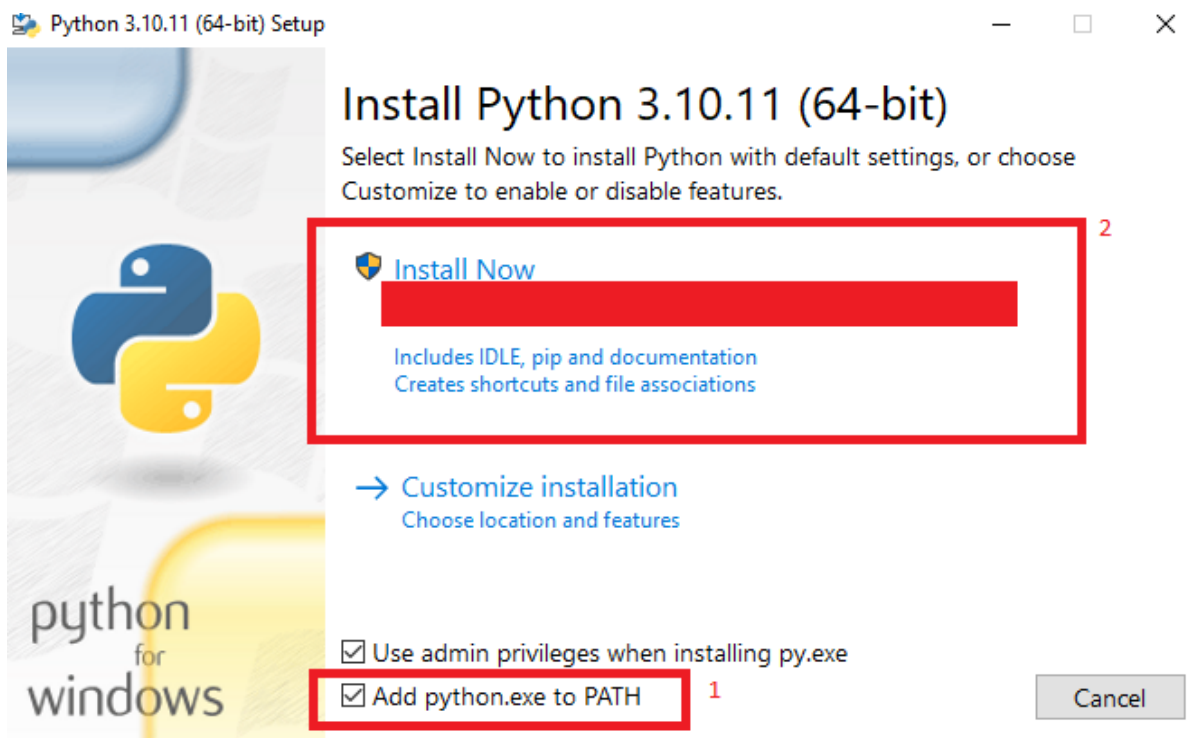 Python 3.10.11 (64-bit) Setup
Install Python 3.10.11 (64-bit)
Select Install Now to install Python with default settings, or choose
Customize to enable or disable features.
2
Install Now
Includes IDLE, pip and documentation
Creates shortcuts and file associations
Customize installation
Choose location and features
python
for
windows
Use admin privileges when installing py.exe
Add python.exe to PATH
1
Cancel